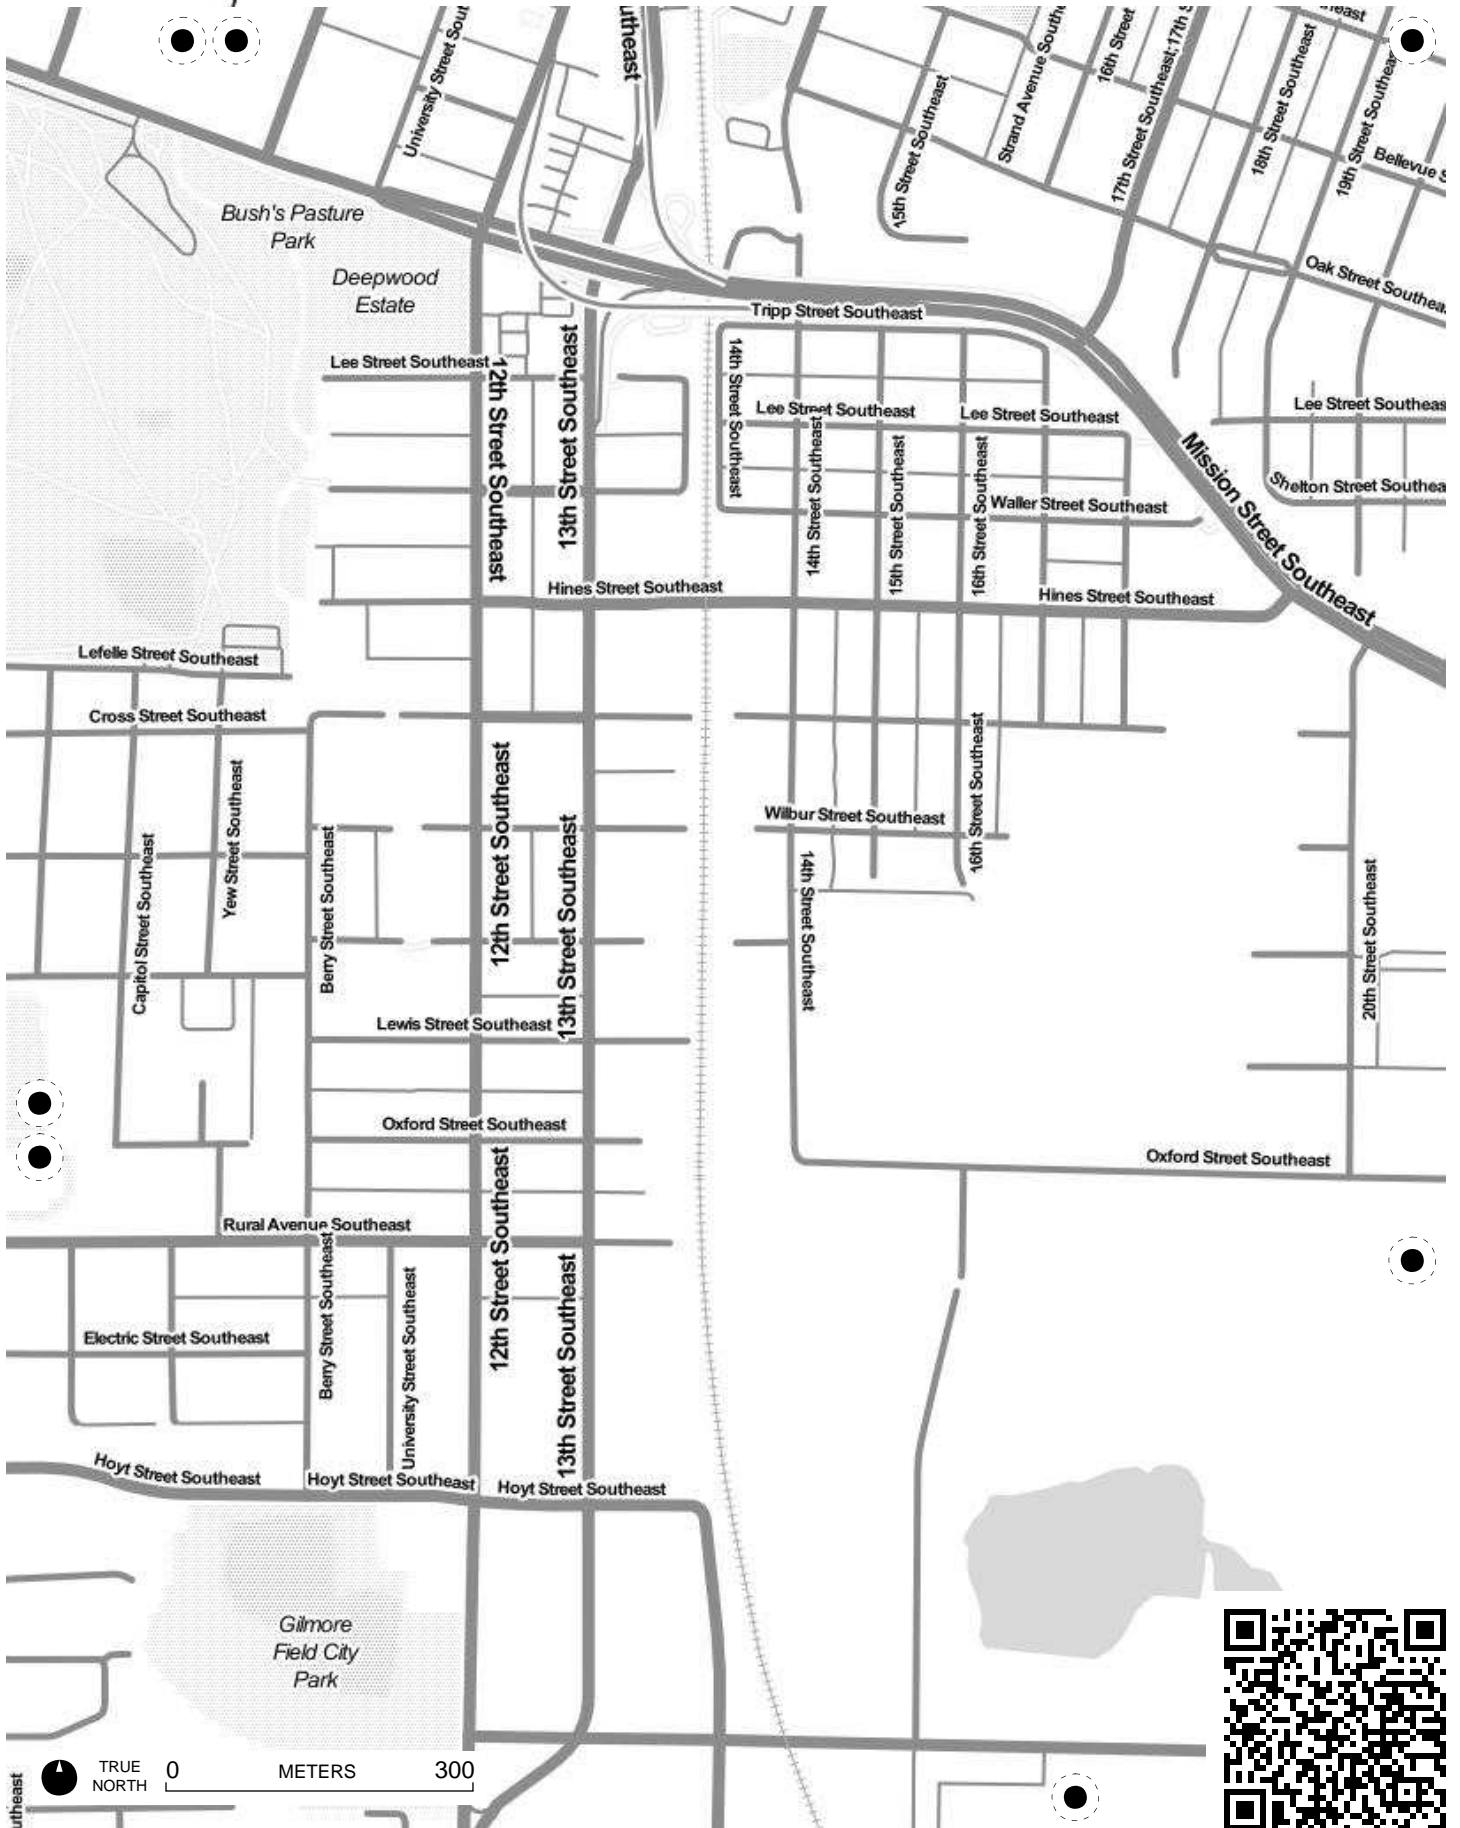 University Street Sou
utheast
15th Street Southeast
Strand Avenue Southe
16th Street
17th Street Southeast; 17th S
18th Street Southeast
19th Street Southeas
heast
Bellevue S
Bush's Pasture
Park
Deepwood
Estate
Oak Street Southea
Tripp Street Southeast
Lee Street Southeast
12th Street Southeast
13th Street Southeast
14th Street Southeast
Lee Street Southeast
Lee Street Southeast
Lee Street Southeas
14th Street Southeast
15th Street Southeast
16th Street Southeast
Mission Street Southeast
Shelton Street Southea
Waller Street Southeast
Hines Street Southeast
Hines Street Southeast
Lefelle Street Southeast
Cross Street Southeast
Yew Street Southeast
Capitol Street Southeast
Berry Street Southeast
12th Street Southeast
13th Street Southeast
16th Street Southeast
Wilbur Street Southeast
14th Street Southeast
20th Street Southeast
Lewis Street Southeast
Oxford Street Southeast
Oxford Street Southeast
12th Street Southeast
Rural Avenue Southeast
Berry Street Southeast
University Street Southeast
13th Street Southeast
Electric Street Southeast
Hoyt Street Southeast
Hoyt Street Southeast
Hoyt Street Southeast
Gilmore
Field City
Park
TRUE
NORTH
0 METERS 300
utheast